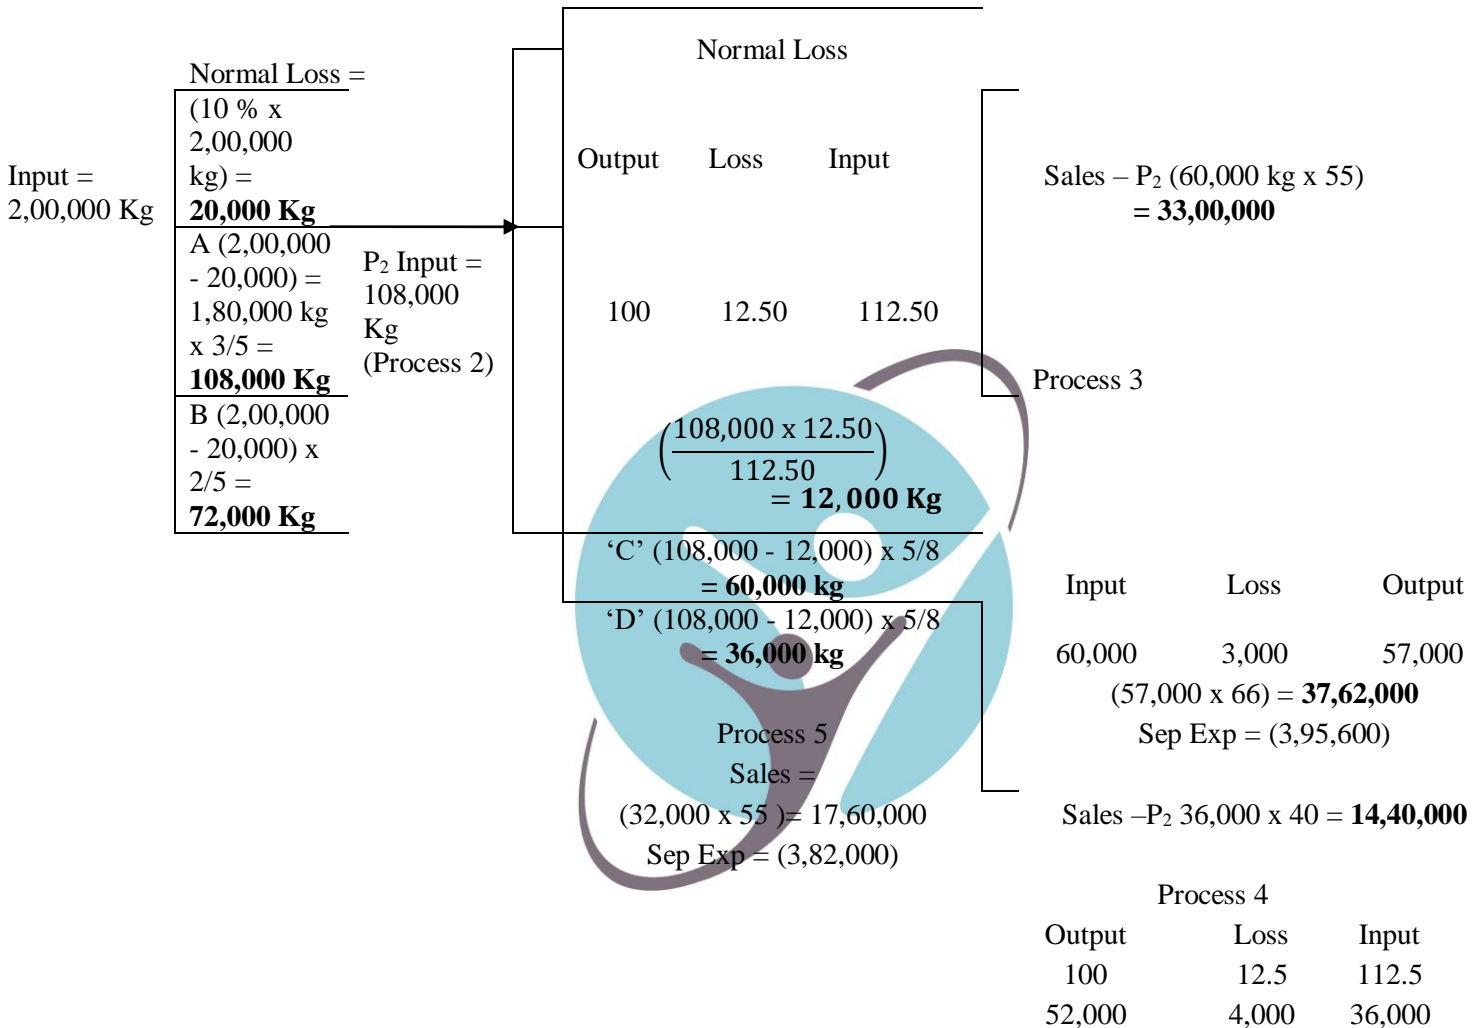 Input =
2,00,000 Kg
Normal Loss =
(10 % x
2,00,000
kg) =
20,000 Kg
A (2,00,000
- 20,000) =
1,80,000 kg
x 3/5 =
108,000 Kg
B (2,00,000
- 20,000) x
2/5 =
72,000 Kg
P₂ Input =
108,000
Kg
(Process 2)
Normal Loss
Output Loss Input
100 12.50 112.50
(108,000 x 12.50 / 112.50)
= 12,000 Kg
‘C’ (108,000 - 12,000) x 5/8
= 60,000 kg
‘D’ (108,000 - 12,000) x 5/8
= 36,000 kg
Process 5
Sales =
(32,000 x 55 )= 17,60,000
Sep Exp = (3,82,000)
Sales – P₂ (60,000 kg x 55)
= 33,00,000
Process 3
Input Loss Output
60,000 3,000 57,000
(57,000 x 66) = 37,62,000
Sep Exp = (3,95,600)
Sales –P₂ 36,000 x 40 = 14,40,000
Process 4
Output Loss Input
100 12.5 112.5
52,000 4,000 36,000